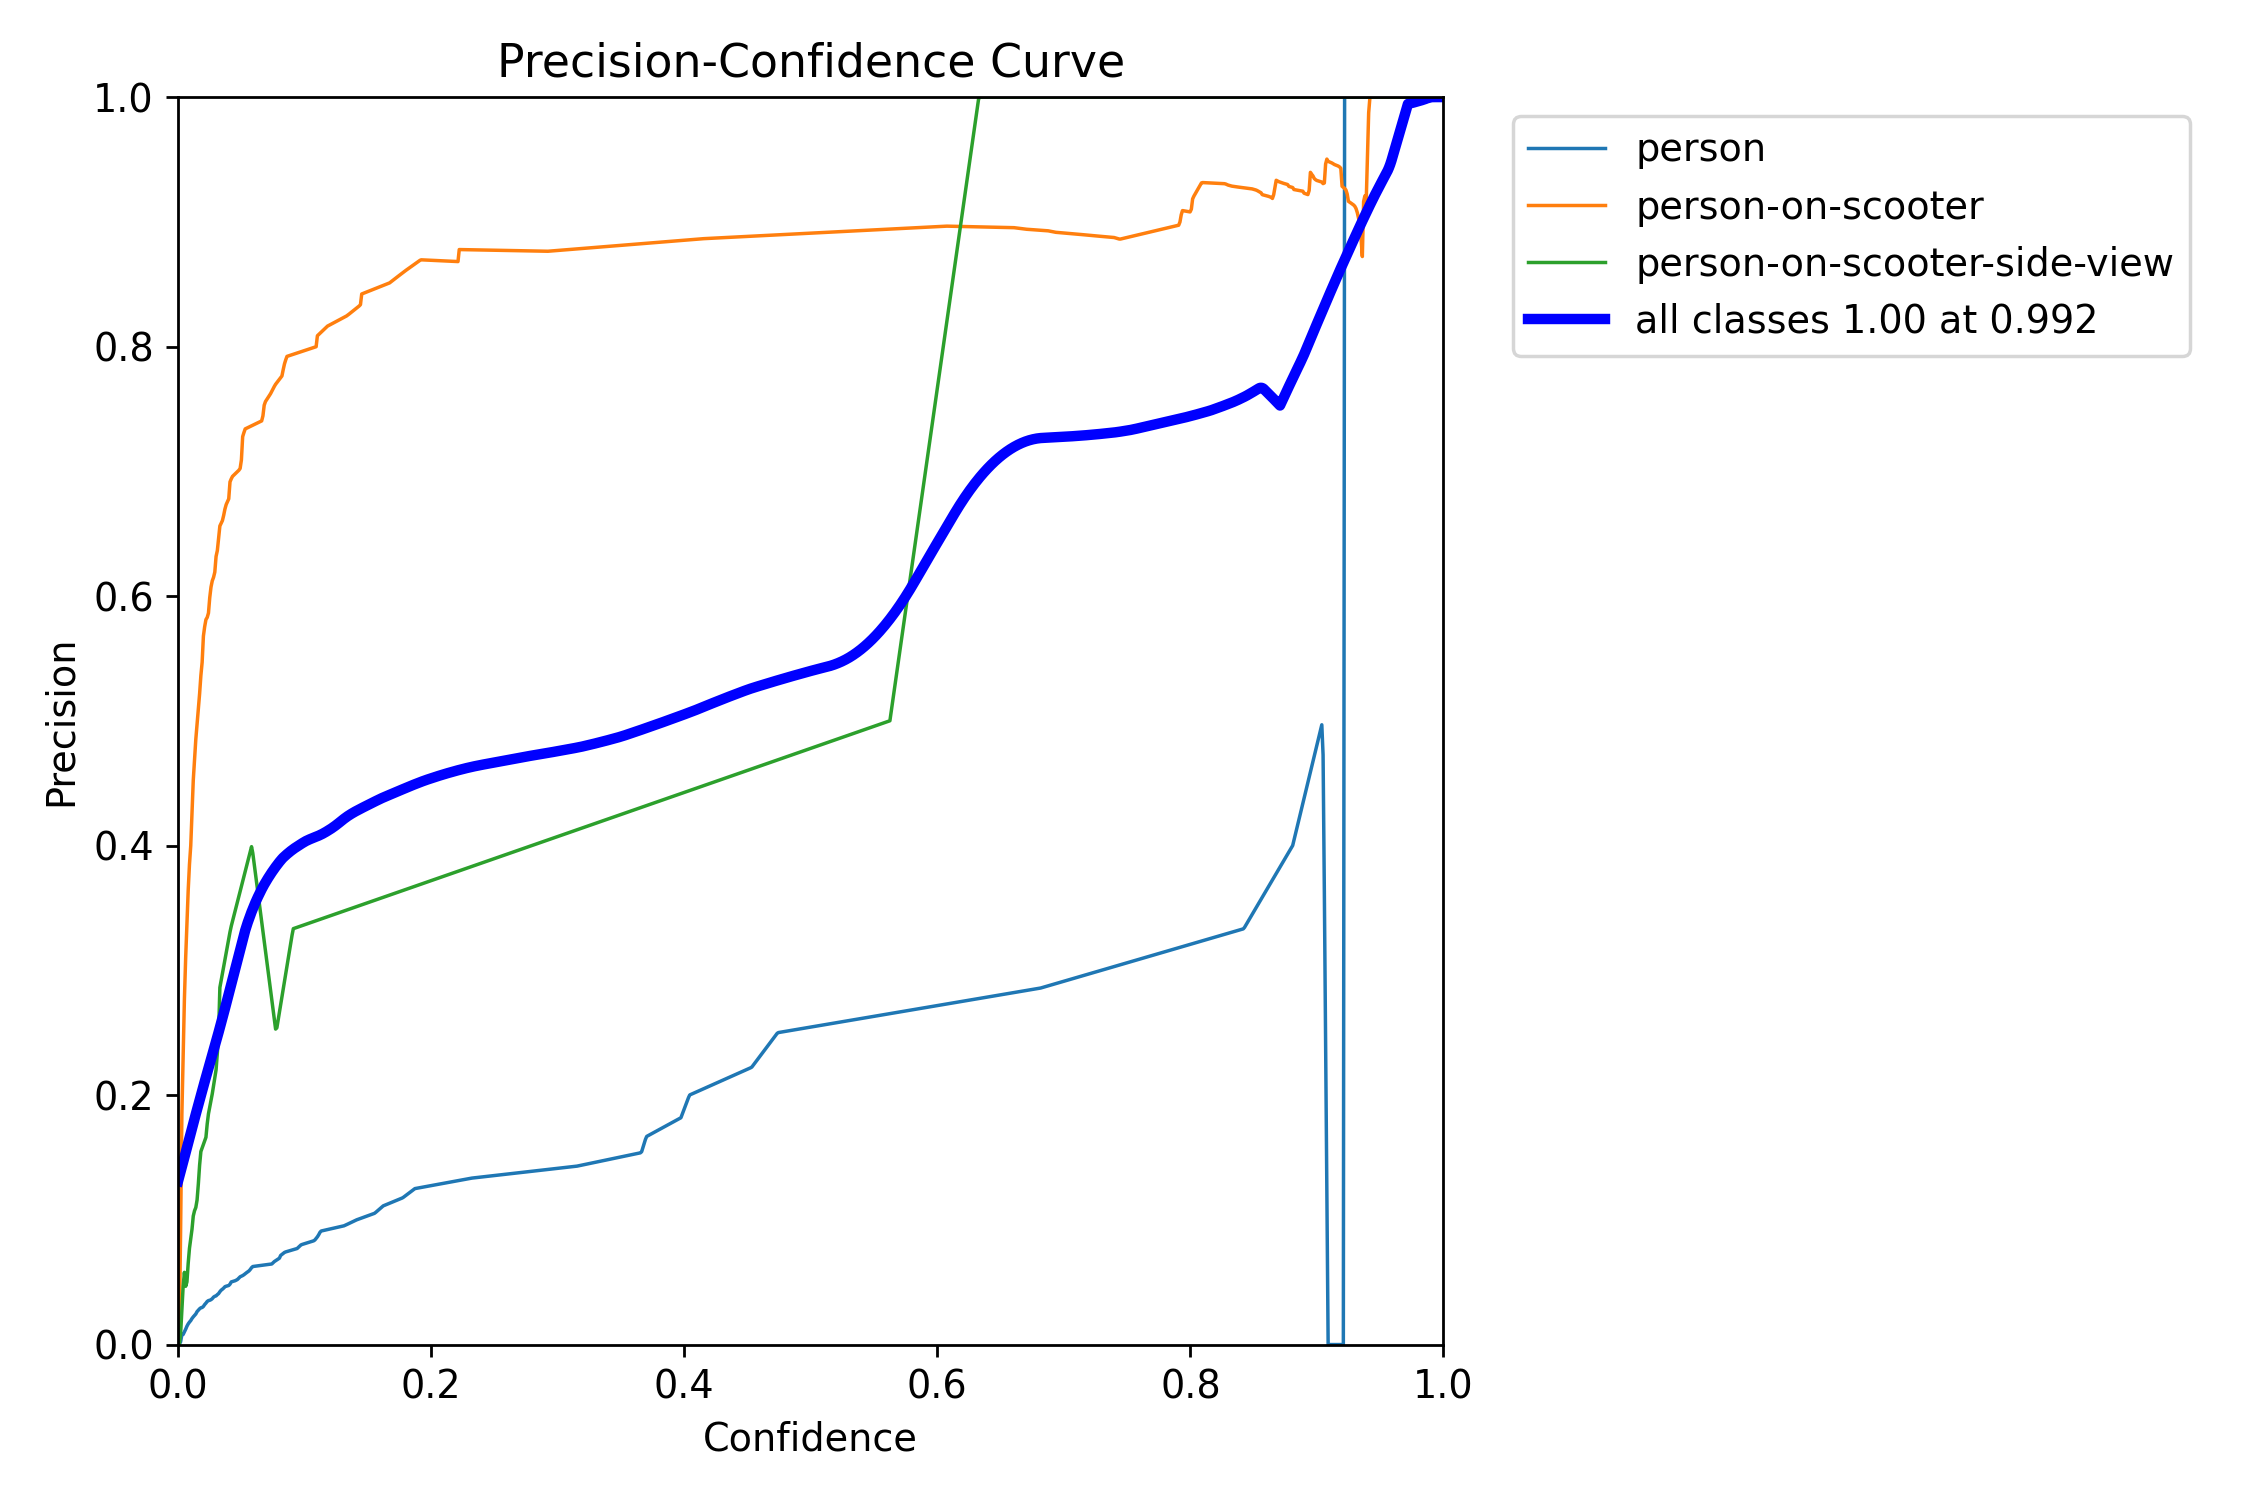 Precision-Confidence Curve
1.0
0.8
0.6
0.4
0.2
0.0
Precision
0.0 0.2 0.4 0.6 0.8 1.0
Confidence
person
person-on-scooter
person-on-scooter-side-view
all classes 1.00 at 0.992